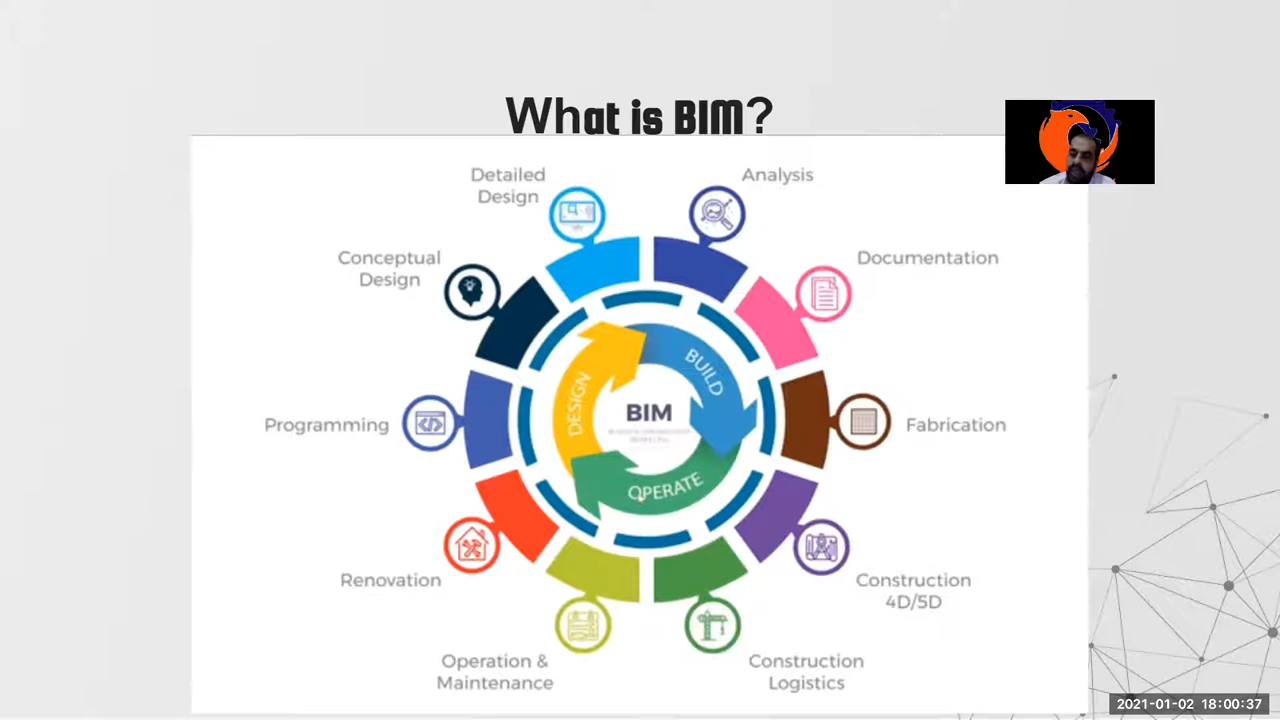 What is BIM?
Detailed
Design
Analysis
Conceptual
Design
Documentation
Programming
Fabrication
DESIGN
BUILD
OPERATE
BIM
Renovation
Construction
4D/5D
Operation &
Maintenance
Construction
Logistics
2021-01-02 18:00:37